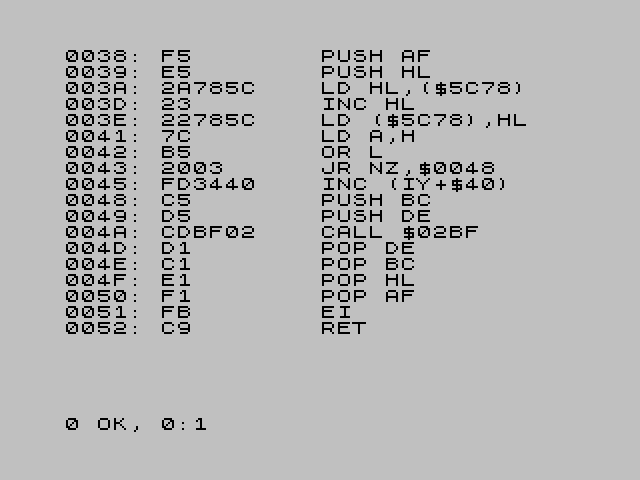 0038: F5 PUSH AF
0039: E5 PUSH HL
003A: 2A785C LD HL,($5C78)
003D: 23 INC HL
003E: 22785C LD ($5C78),HL
0041: 7C LD A,H
0042: B5 OR L
0043: 2003 JR NZ,$0048
0045: FD3440 INC (IY+$40)
0048: C5 PUSH BC
0049: D5 PUSH DE
004A: CDBF02 CALL $02BF
004D: D1 POP DE
004E: C1 POP BC
004F: E1 POP HL
0050: F1 POP AF
0051: FB EI
0052: C9 RET
0 OK, 0:1